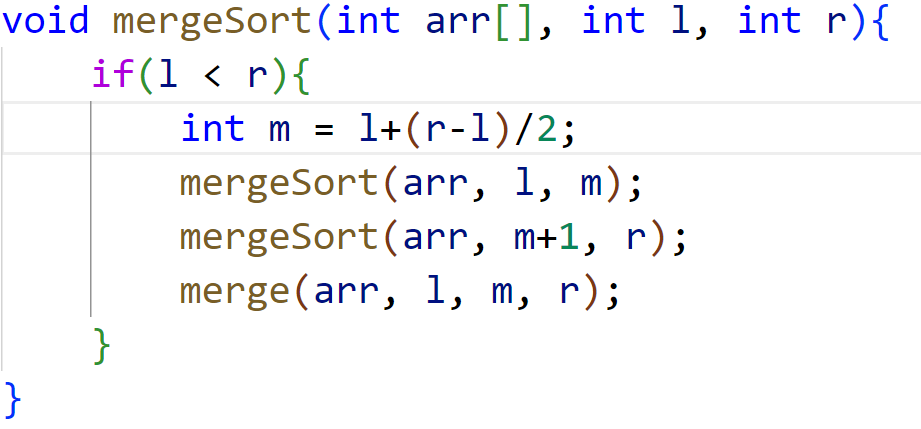 void mergeSort(int arr[], int l, int r){
    if(l < r){
        int m = l+(r-l)/2;
        mergeSort(arr, l, m);
        mergeSort(arr, m+1, r);
        merge(arr, l, m, r);
    }
}